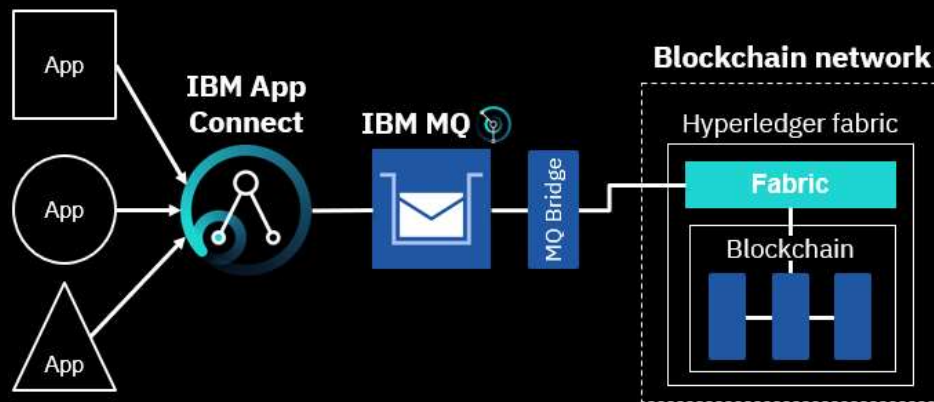 App
App
App
IBM App
Connect
IBM MQ
MQ Bridge
Blockchain network
Hyperledger fabric
Fabric
Blockchain